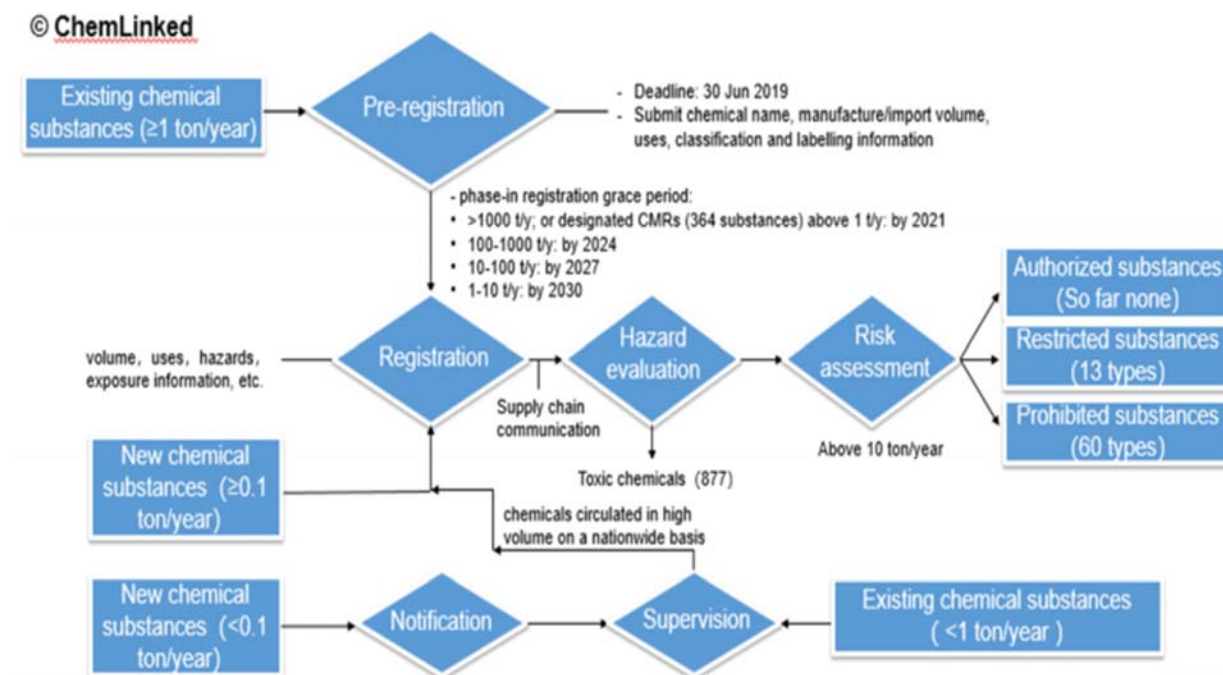 © ChemLinked
Existing chemical
substances (≥1 ton/year)
Pre-registration
- Deadline: 30 Jun 2019
- Submit chemical name, manufacture/import volume,
uses, classification and labelling information
- phase-in registration grace period:
• >1000 t/y; or designated CMRs (364 substances) above 1 t/y: by 2021
• 100-1000 t/y: by 2024
• 10-100 t/y: by 2027
• 1-10 t/y: by 2030
volume, uses, hazards,
exposure information, etc.
Registration
Supply chain
communication
Hazard
evaluation
Toxic chemicals (877)
Risk
assessment
Above 10 ton/year
Authorized substances
(So far none)
Restricted substances
(13 types)
Prohibited substances
(60 types)
New chemical
substances (≥0.1
ton/year)
chemicals circulated in high
volume on a nationwide basis
New chemical
substances (<0.1
ton/year)
Notification
Supervision
Existing chemical substances
( <1 ton/year )